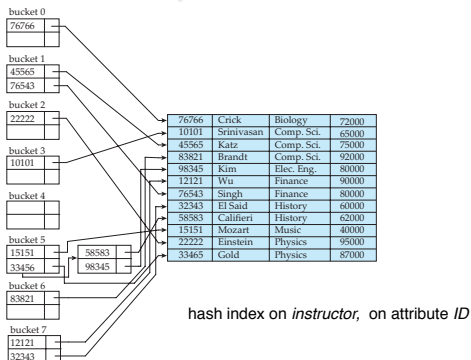 bucket 0
76766
bucket 1
45565
76543
bucket 2
22222
bucket 3
10101
bucket 4
bucket 5
15151
33456
58583
98345
bucket 6
83821
bucket 7
12121
32343
76766 Crick Biology 72000
10101 Srinivasan Comp. Sci. 65000
45565 Katz Comp. Sci. 75000
83821 Brandt Comp. Sci. 92000
98345 Kim Elec. Eng. 80000
12121 Wu Finance 90000
76543 Singh Finance 80000
32343 El Said History 60000
58583 Califieri History 62000
15151 Mozart Music 40000
22222 Einstein Physics 95000
33465 Gold Physics 87000
hash index on instructor, on attribute ID